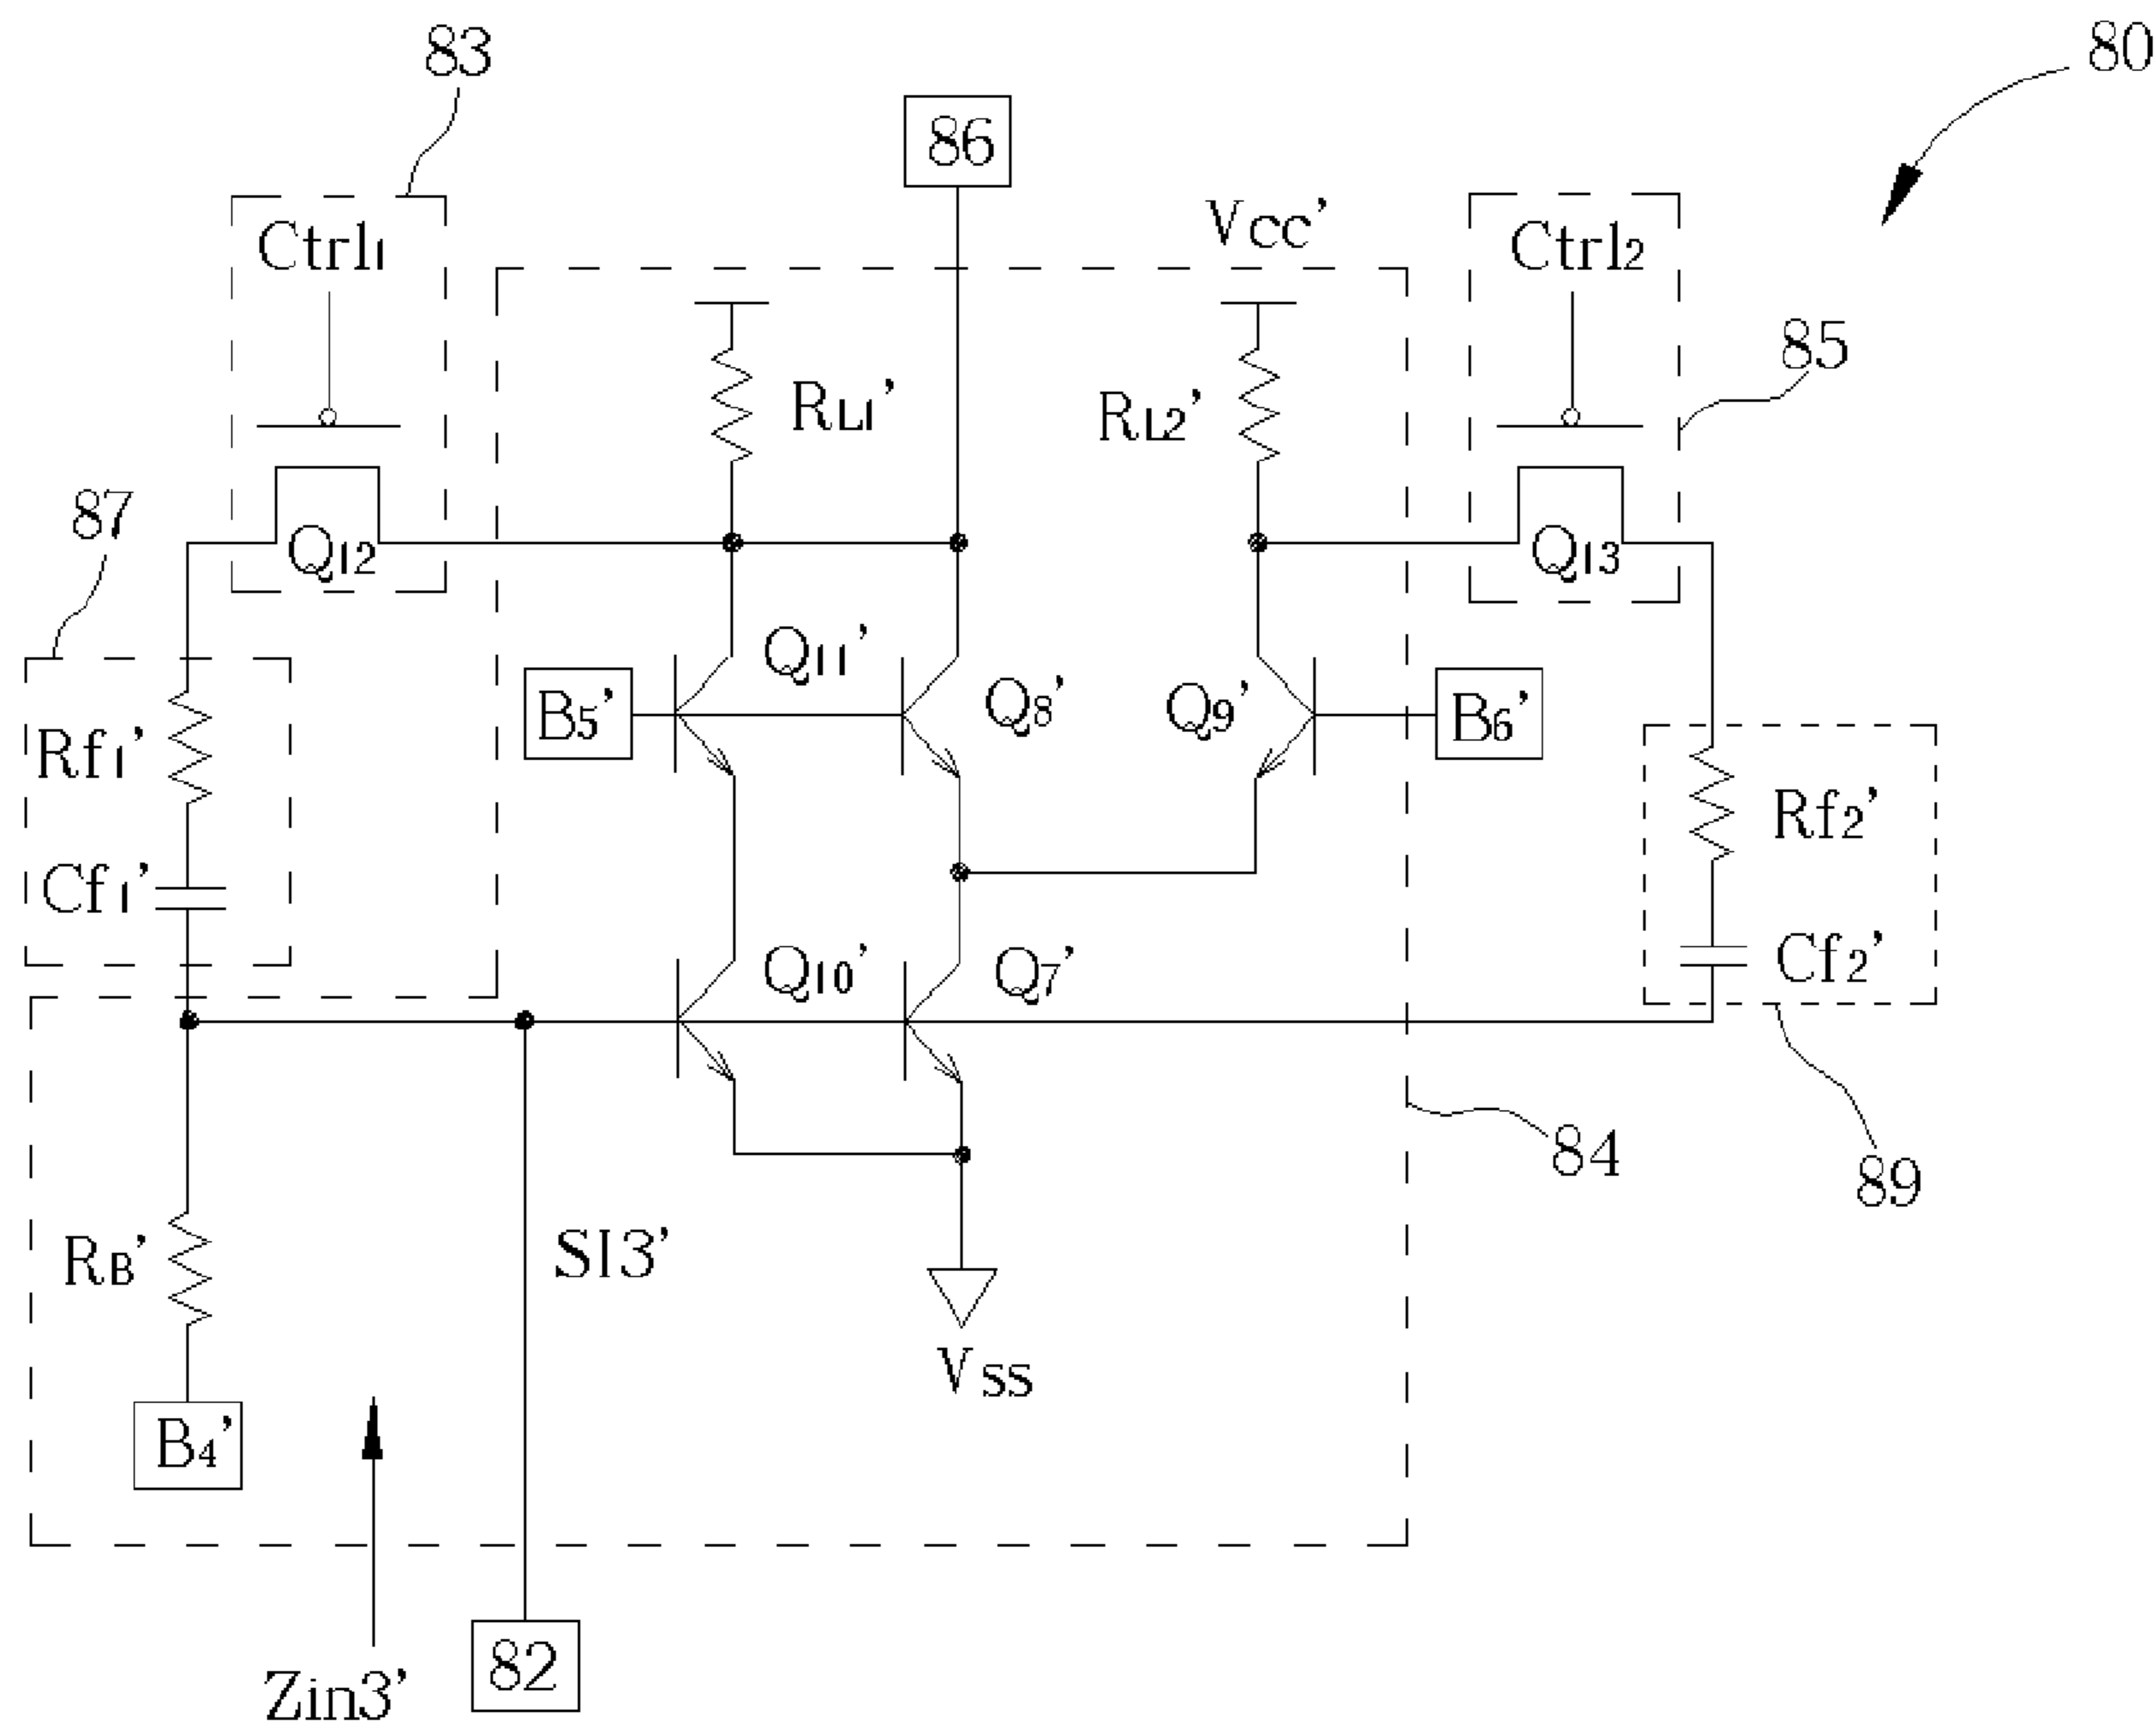 83
80
86
Vcc'
Ctrl1
Ctrl2
85
RL1'
RL2'
87
Q12
Q13
Q11'
Q8'
Q9'
B5'
B6'
Rf1'
Rf2'
Cf1'
Q10'
Q7'
Cf2'
84
89
RB'
SI3'
Vss
B4'
82
Zin3'